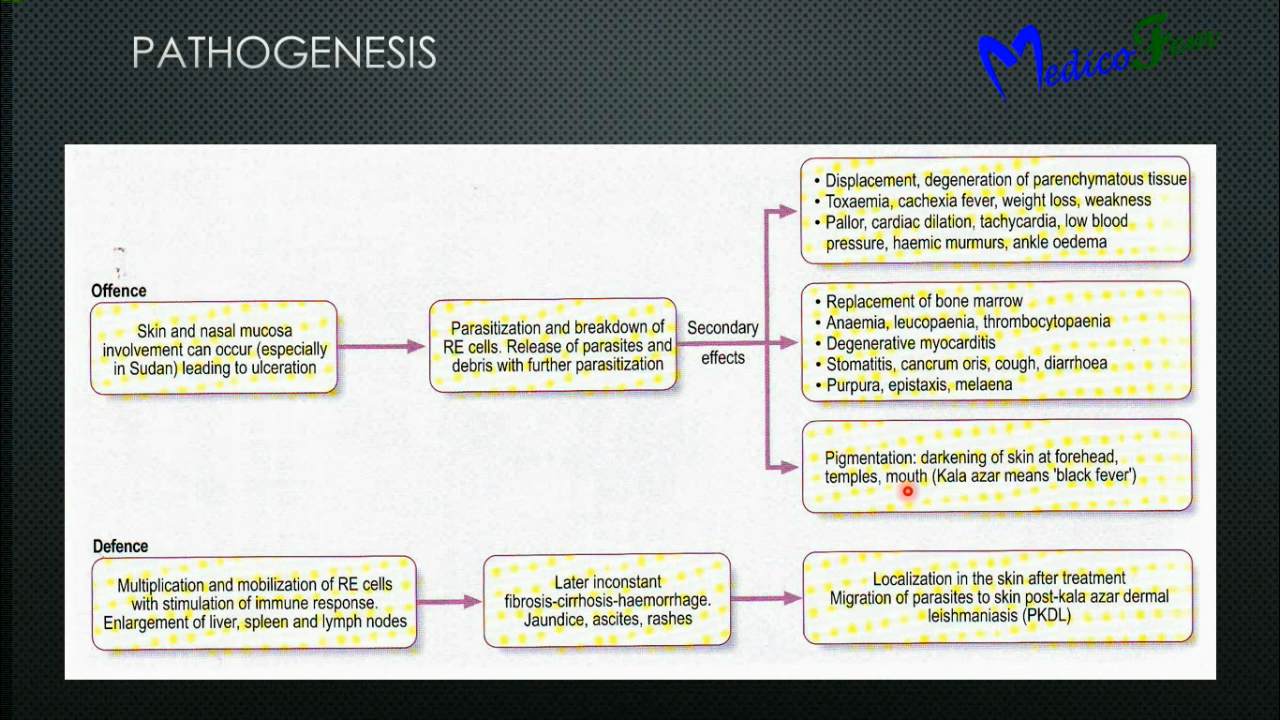 PATHOGENESIS
MedicoFem
Offence
Skin and nasal mucosa
involvement can occur (especially
in Sudan) leading to ulceration
Parasitization and breakdown of
RE cells. Release of parasites and
debris with further parasitization
Secondary
effects
• Displacement, degeneration of parenchymatous tissue
• Toxaemia, cachexia fever, weight loss, weakness
• Pallor, cardiac dilation, tachycardia, low blood
pressure, haemic murmurs, ankle oedema
• Replacement of bone marrow
• Anaemia, leucopaenia, thrombocytopaenia
• Degenerative myocarditis
• Stomatitis, cancrum oris, cough, diarrhoea
• Purpura, epistaxis, melaena
Pigmentation: darkening of skin at forehead,
temples, mouth (Kala azar means 'black fever')
Defence
Multiplication and mobilization of RE cells
with stimulation of immune response.
Enlargement of liver, spleen and lymph nodes
Later inconstant
fibrosis-cirrhosis-haemorrhage.
Jaundice, ascites, rashes
Localization in the skin after treatment
Migration of parasites to skin post-kala azar dermal
leishmaniasis (PKDL)